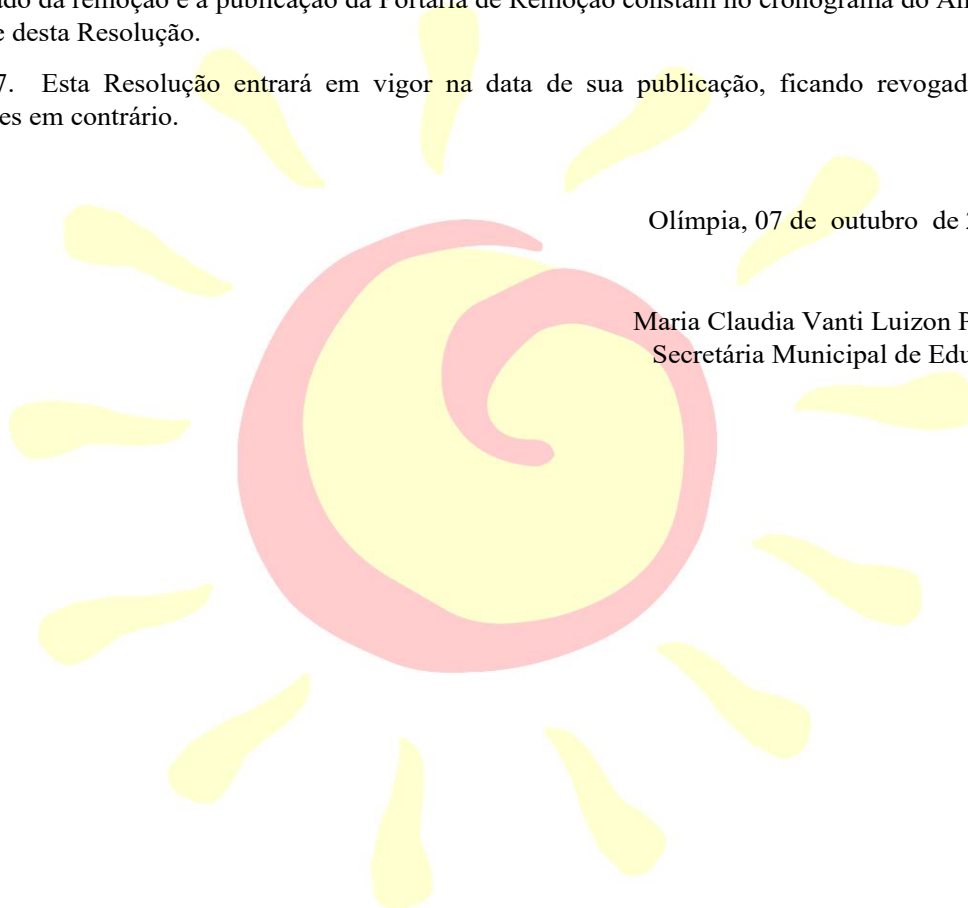 ado da remoção e a publicação da Portaria de Remoção constam no cronograma do An
e desta Resolução.
7. Esta Resolução entrará em vigor na data de sua publicação, ficando revogad
es em contrário.
Olímpia, 07 de outubro de
Maria Claudia Vanti Luizon P
Secretária Municipal de Edu